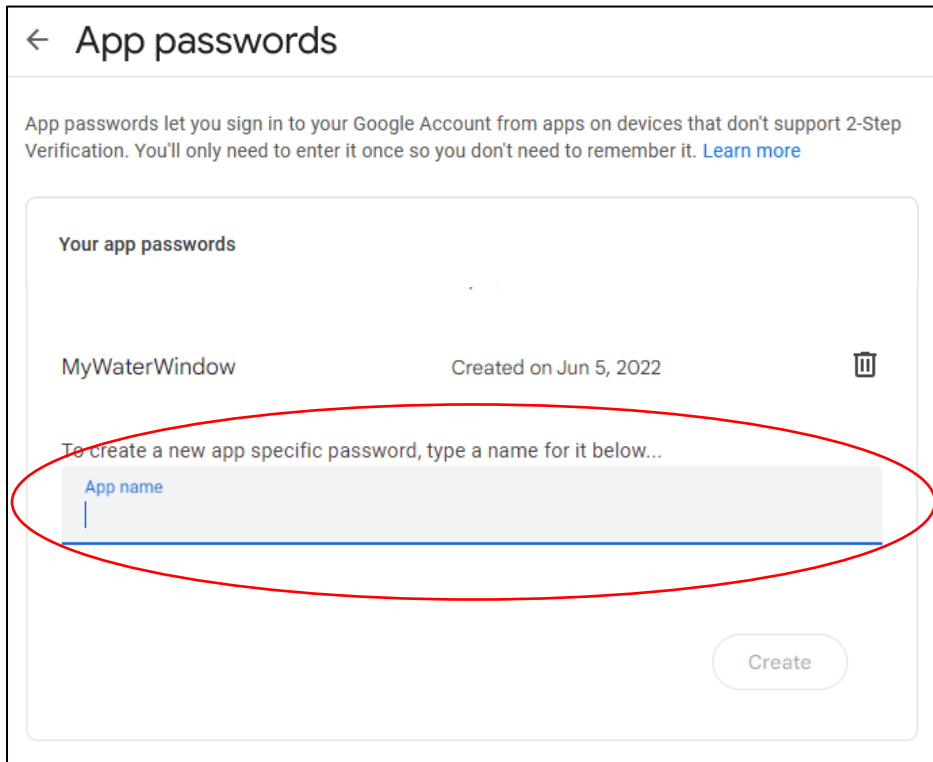 App passwords
App passwords let you sign in to your Google Account from apps on devices that don't support 2-Step
Verification. You'll only need to enter it once so you don't need to remember it. Learn more
Your app passwords
MyWaterWindow Created on Jun 5, 2022
To create a new app specific password, type a name for it below...
App name
Create